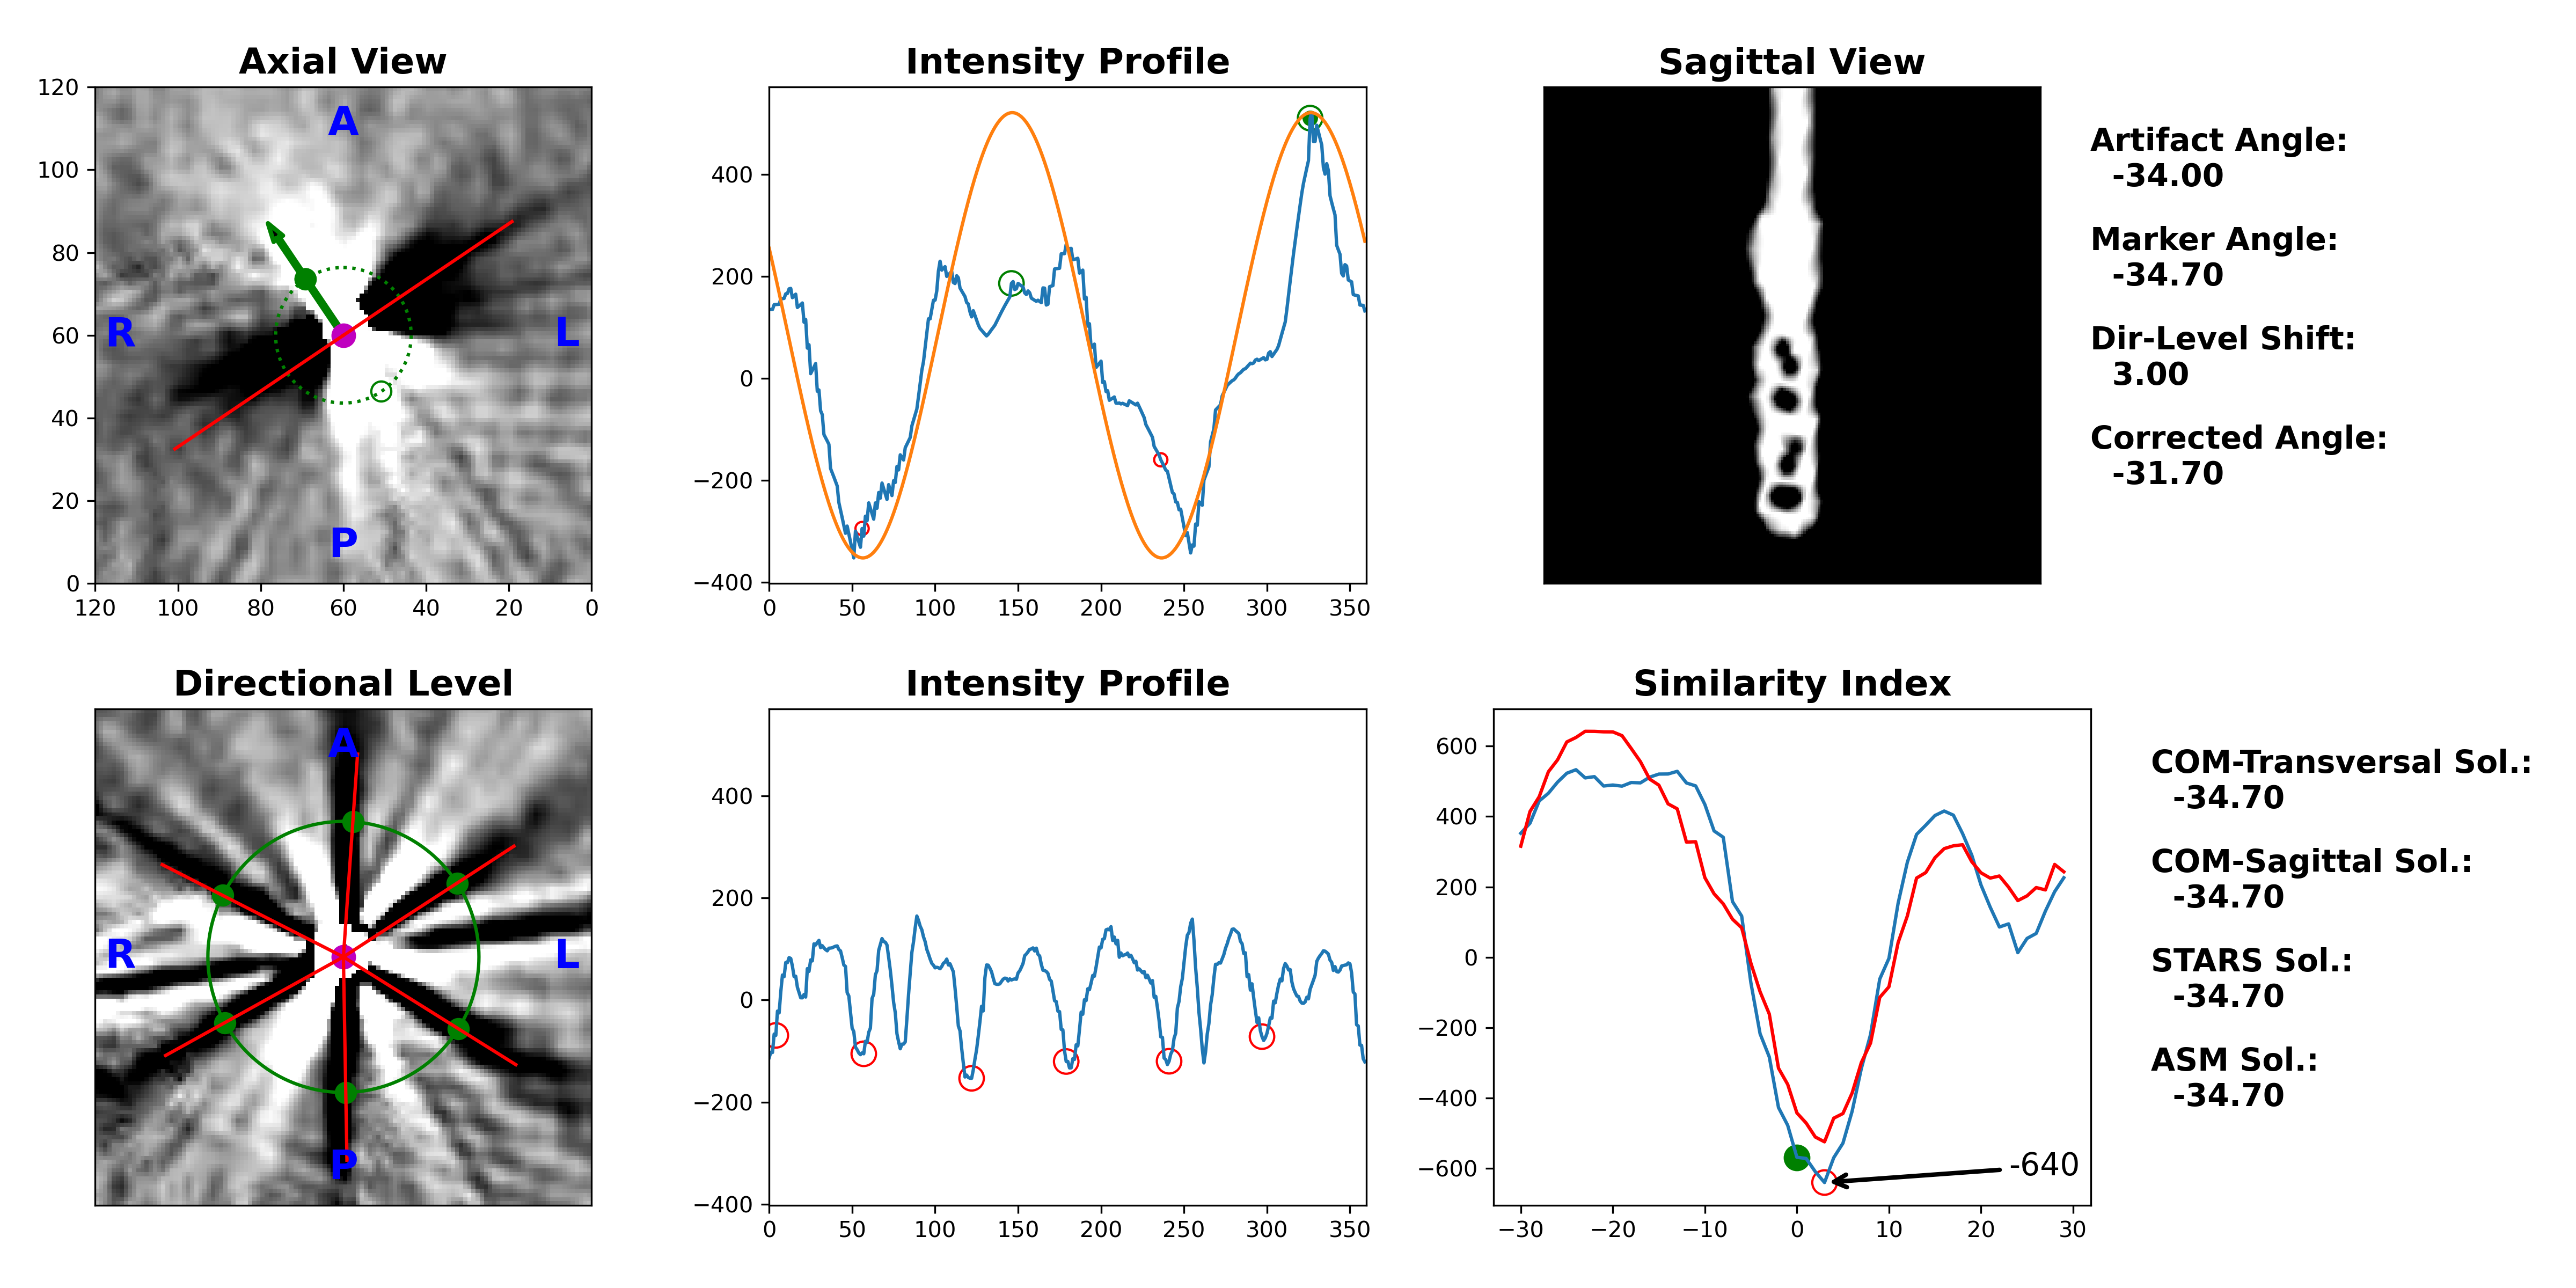 Axial View
120
100
80
60
40
20
0
120 100 80 60 40 20 0
A
R
L
P
Intensity Profile
400
200
0
−200
−400
0 50 100 150 200 250 300 350
Sagittal View
Artifact Angle:
-34.00
Marker Angle:
-34.70
Dir-Level Shift:
3.00
Corrected Angle:
-31.70
Directional Level
A
R
L
P
Intensity Profile
400
200
0
−200
−400
0 50 100 150 200 250 300 350
Similarity Index
600
400
200
0
−200
−400
−600
−30 −20 −10 0 10 20 30
-640
COM-Transversal Sol.:
-34.70
COM-Sagittal Sol.:
-34.70
STARS Sol.:
-34.70
ASM Sol.:
-34.70